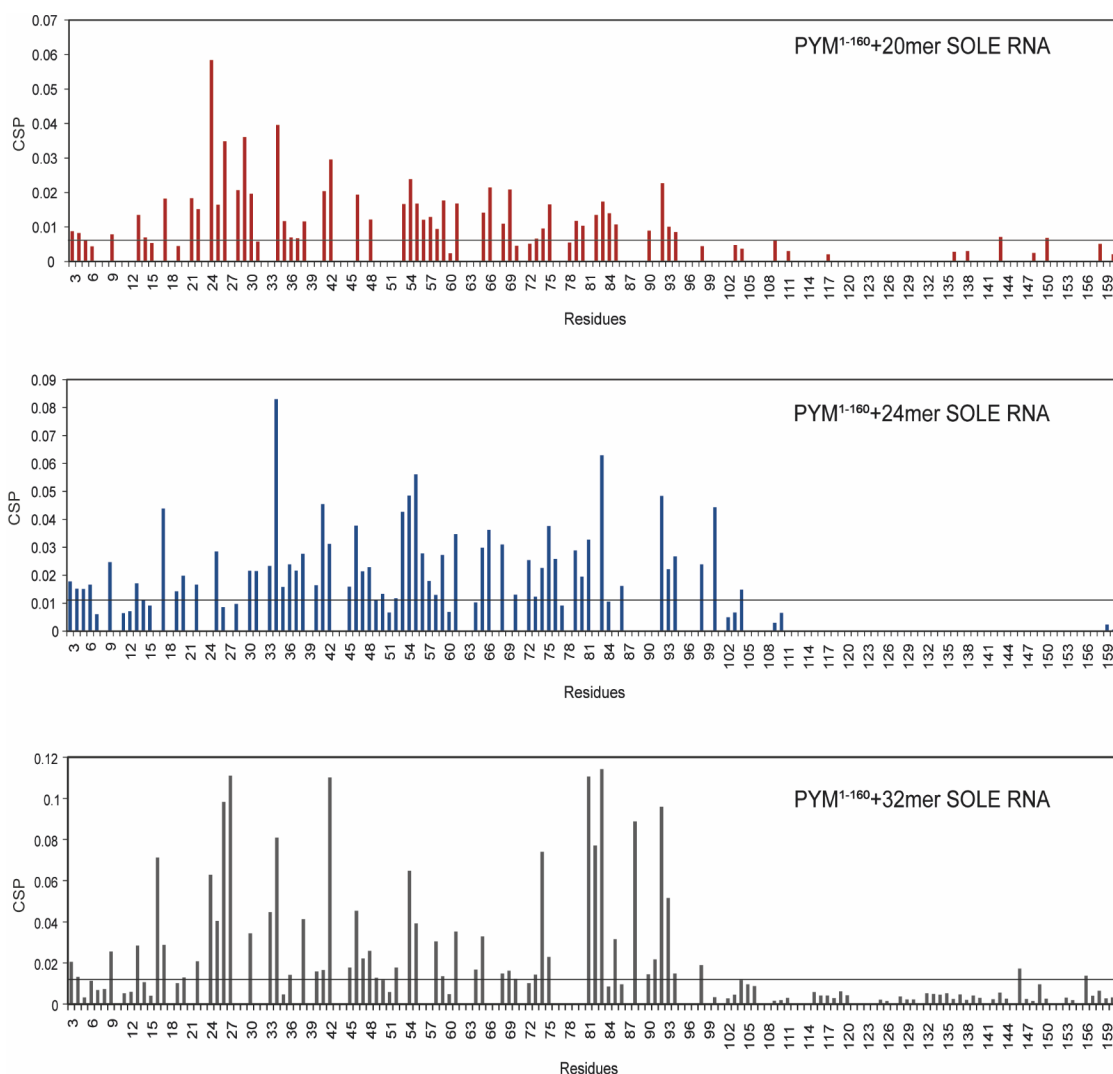 PYM¹⁻¹⁶⁰+20mer SOLE RNA
CSP
0.07
0.06
0.05
0.04
0.03
0.02
0.01
0
3 6 9 12 15 18 21 24 27 30 33 36 39 42 45 48 51 54 57 60 63 66 69 72 75 78 81 84 87 90 93 96 99 102 105 108 111 114 117 120 123 126 129 132 135 138 141 144 147 150 153 156 159
Residues
PYM¹⁻¹⁶⁰+24mer SOLE RNA
CSP
0.09
0.08
0.07
0.06
0.05
0.04
0.03
0.02
0.01
0
3 6 9 12 15 18 21 24 27 30 33 36 39 42 45 48 51 54 57 60 63 66 69 72 75 78 81 84 87 90 93 96 99 102 105 108 111 114 117 120 123 126 129 132 135 138 141 144 147 150 153 156 159
Residues
PYM¹⁻¹⁶⁰+32mer SOLE RNA
CSP
0.12
0.1
0.08
0.06
0.04
0.02
0
3 6 9 12 15 18 21 24 27 30 33 36 39 42 45 48 51 54 57 60 63 66 69 72 75 78 81 84 87 90 93 96 99 102 105 108 111 114 117 120 123 126 129 132 135 138 141 144 147 150 153 156 159
Residues